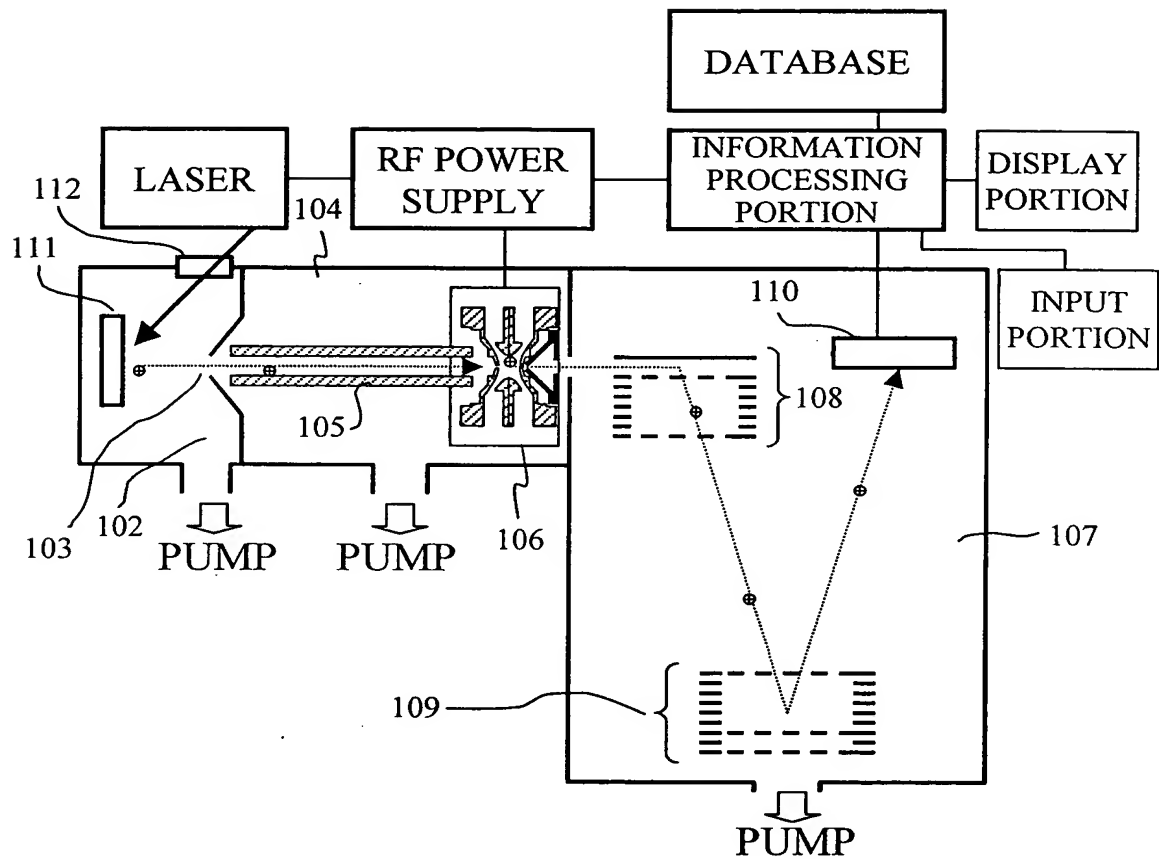 DATABASE
LASER
RF POWER
SUPPLY
INFORMATION
PROCESSING
PORTION
DISPLAY
PORTION
INPUT
PORTION
112
104
111
110
108
105
102
103
106
107
PUMP
PUMP
109
PUMP